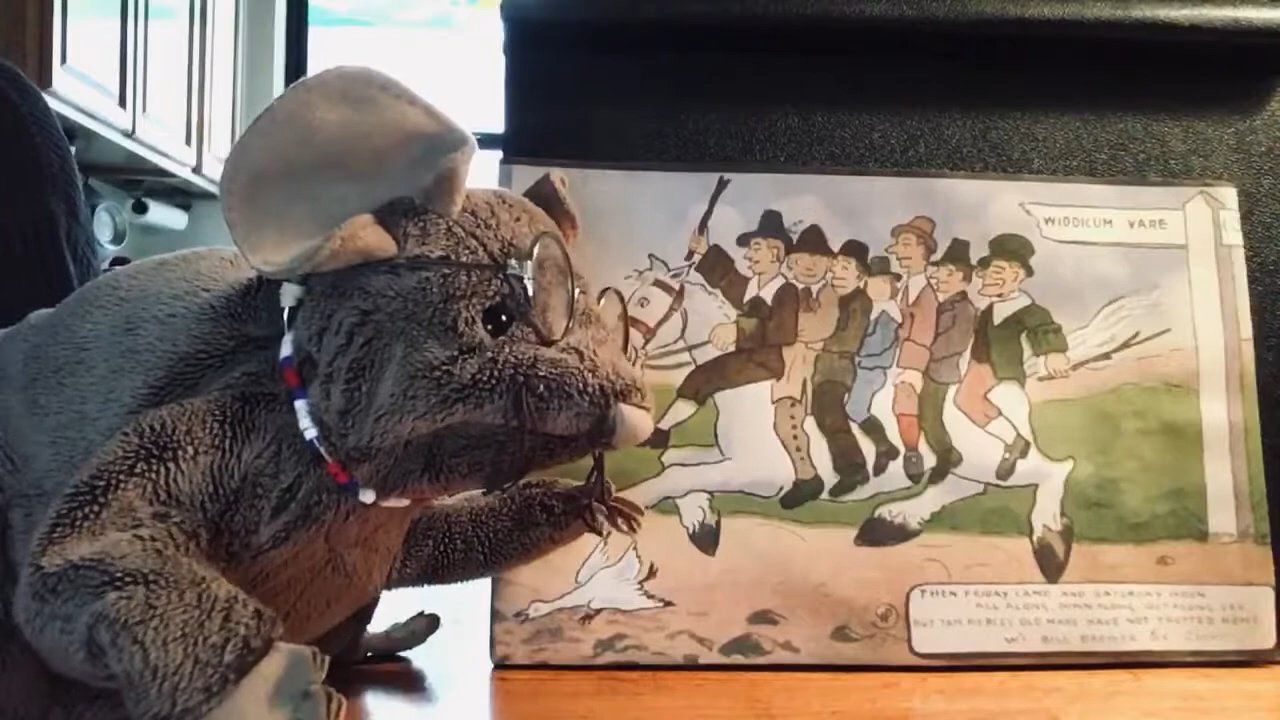 WIDDICUM VARE
THEN FRIDAY CAME AND SATURDAY NOON
ALL ALONG, DOWN ALONG, OUT ALONG LEA
BUT TAM PIERCE'S OLD MARE HAVE NOT TROTTED HOME
WI' BILL BREWER &c